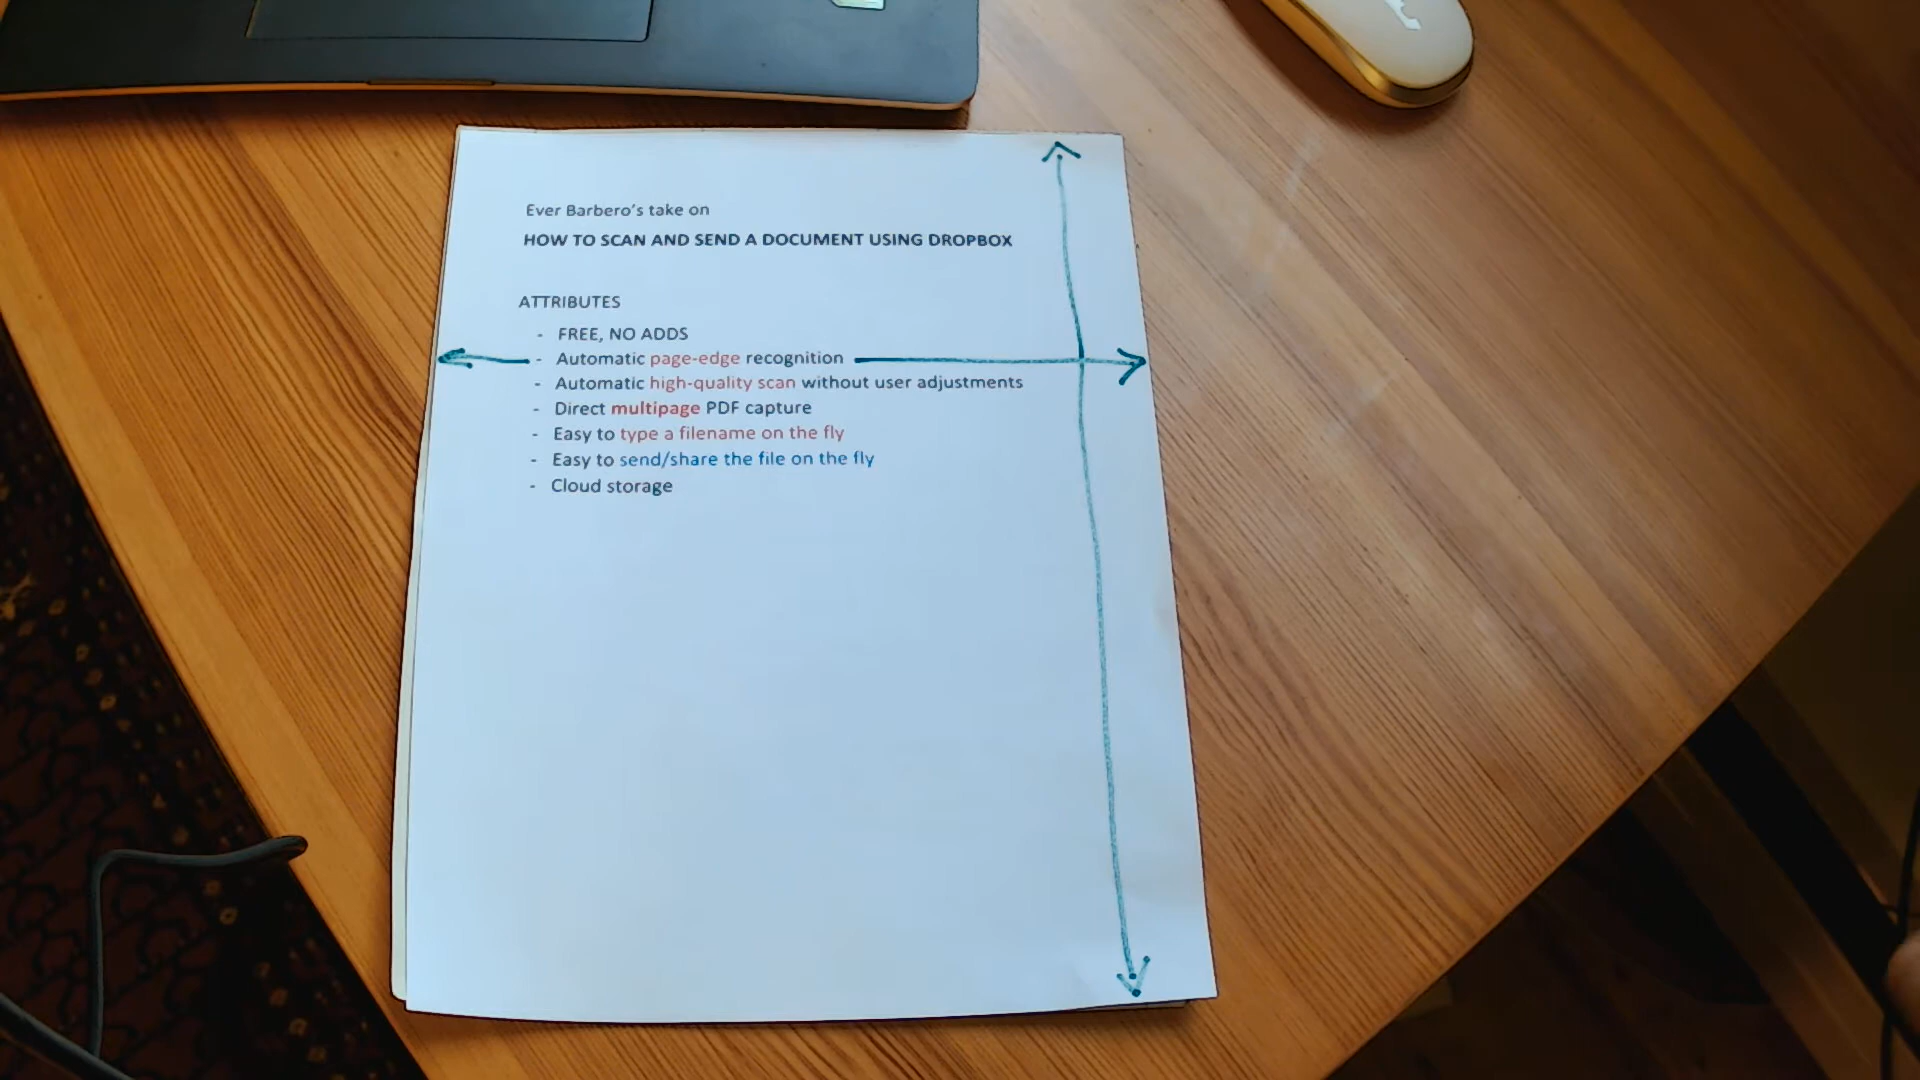 Ever Barbero's take on
HOW TO SCAN AND SEND A DOCUMENT USING DROPBOX
ATTRIBUTES
- FREE, NO ADDS
- Automatic page-edge recognition
- Automatic high-quality scan without user adjustments
- Direct multipage PDF capture
- Easy to type a filename on the fly
- Easy to send/share the file on the fly
- Cloud storage